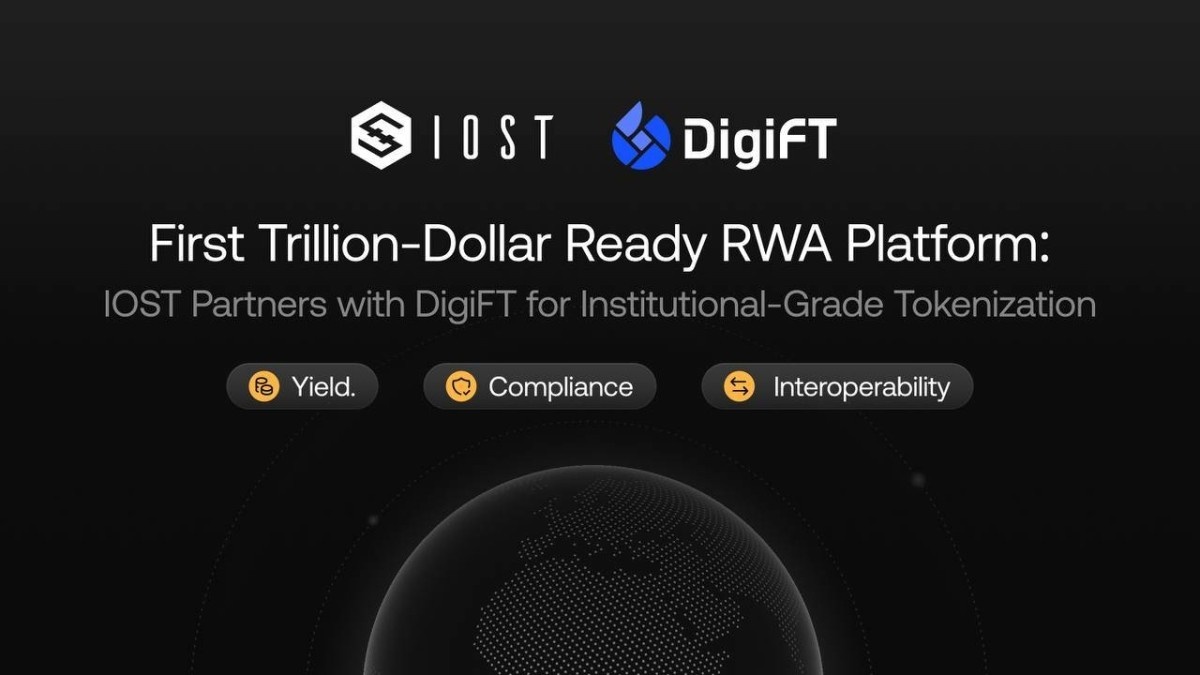 IOST DigiFT
First Trillion-Dollar Ready RWA Platform:
IOST Partners with DigiFT for Institutional-Grade Tokenization
Yield. Compliance Interoperability